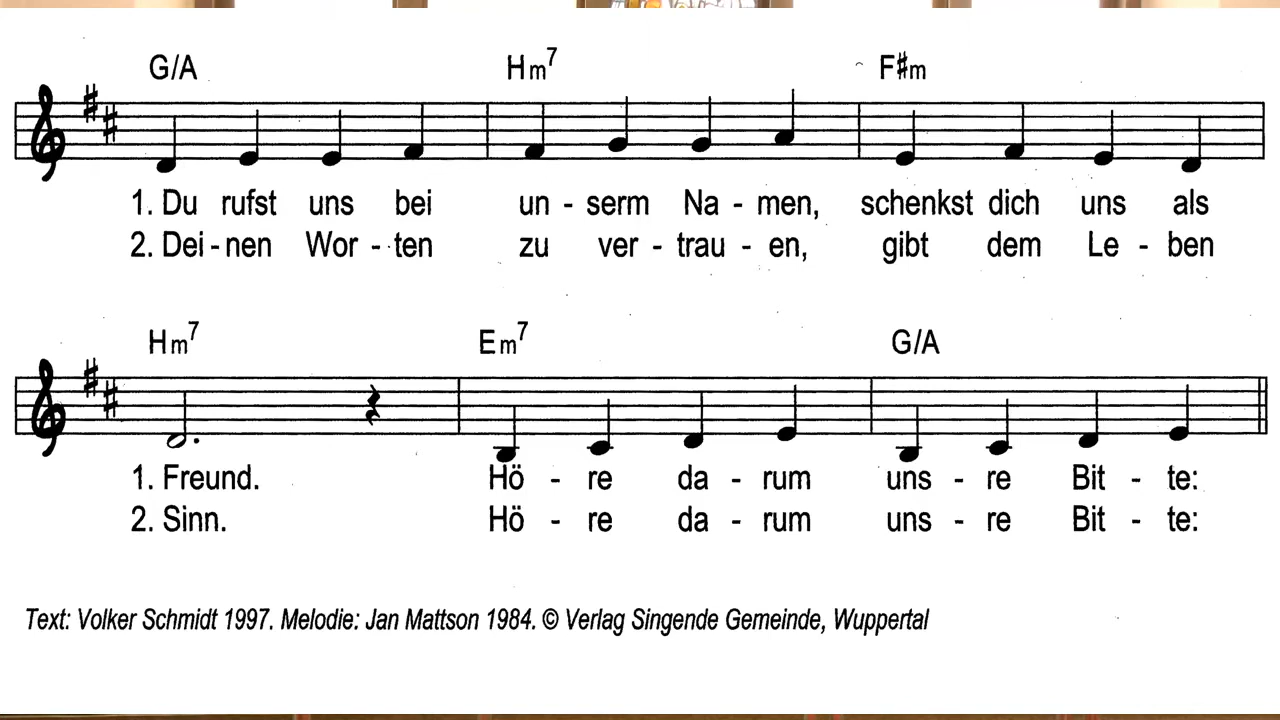 G/A Hm7 F#m
1. Du rufst uns bei un - serm Na - men, schenkst dich uns als
2. Dei - nen Wor - ten zu ver - trau - en, gibt dem Le - ben
Hm7 Em7 G/A
1. Freund. Hö - re da - rum uns - re Bit - te:
2. Sinn. Hö - re da - rum uns - re Bit - te:
Text: Volker Schmidt 1997. Melodie: Jan Mattson 1984. © Verlag Singende Gemeinde, Wuppertal